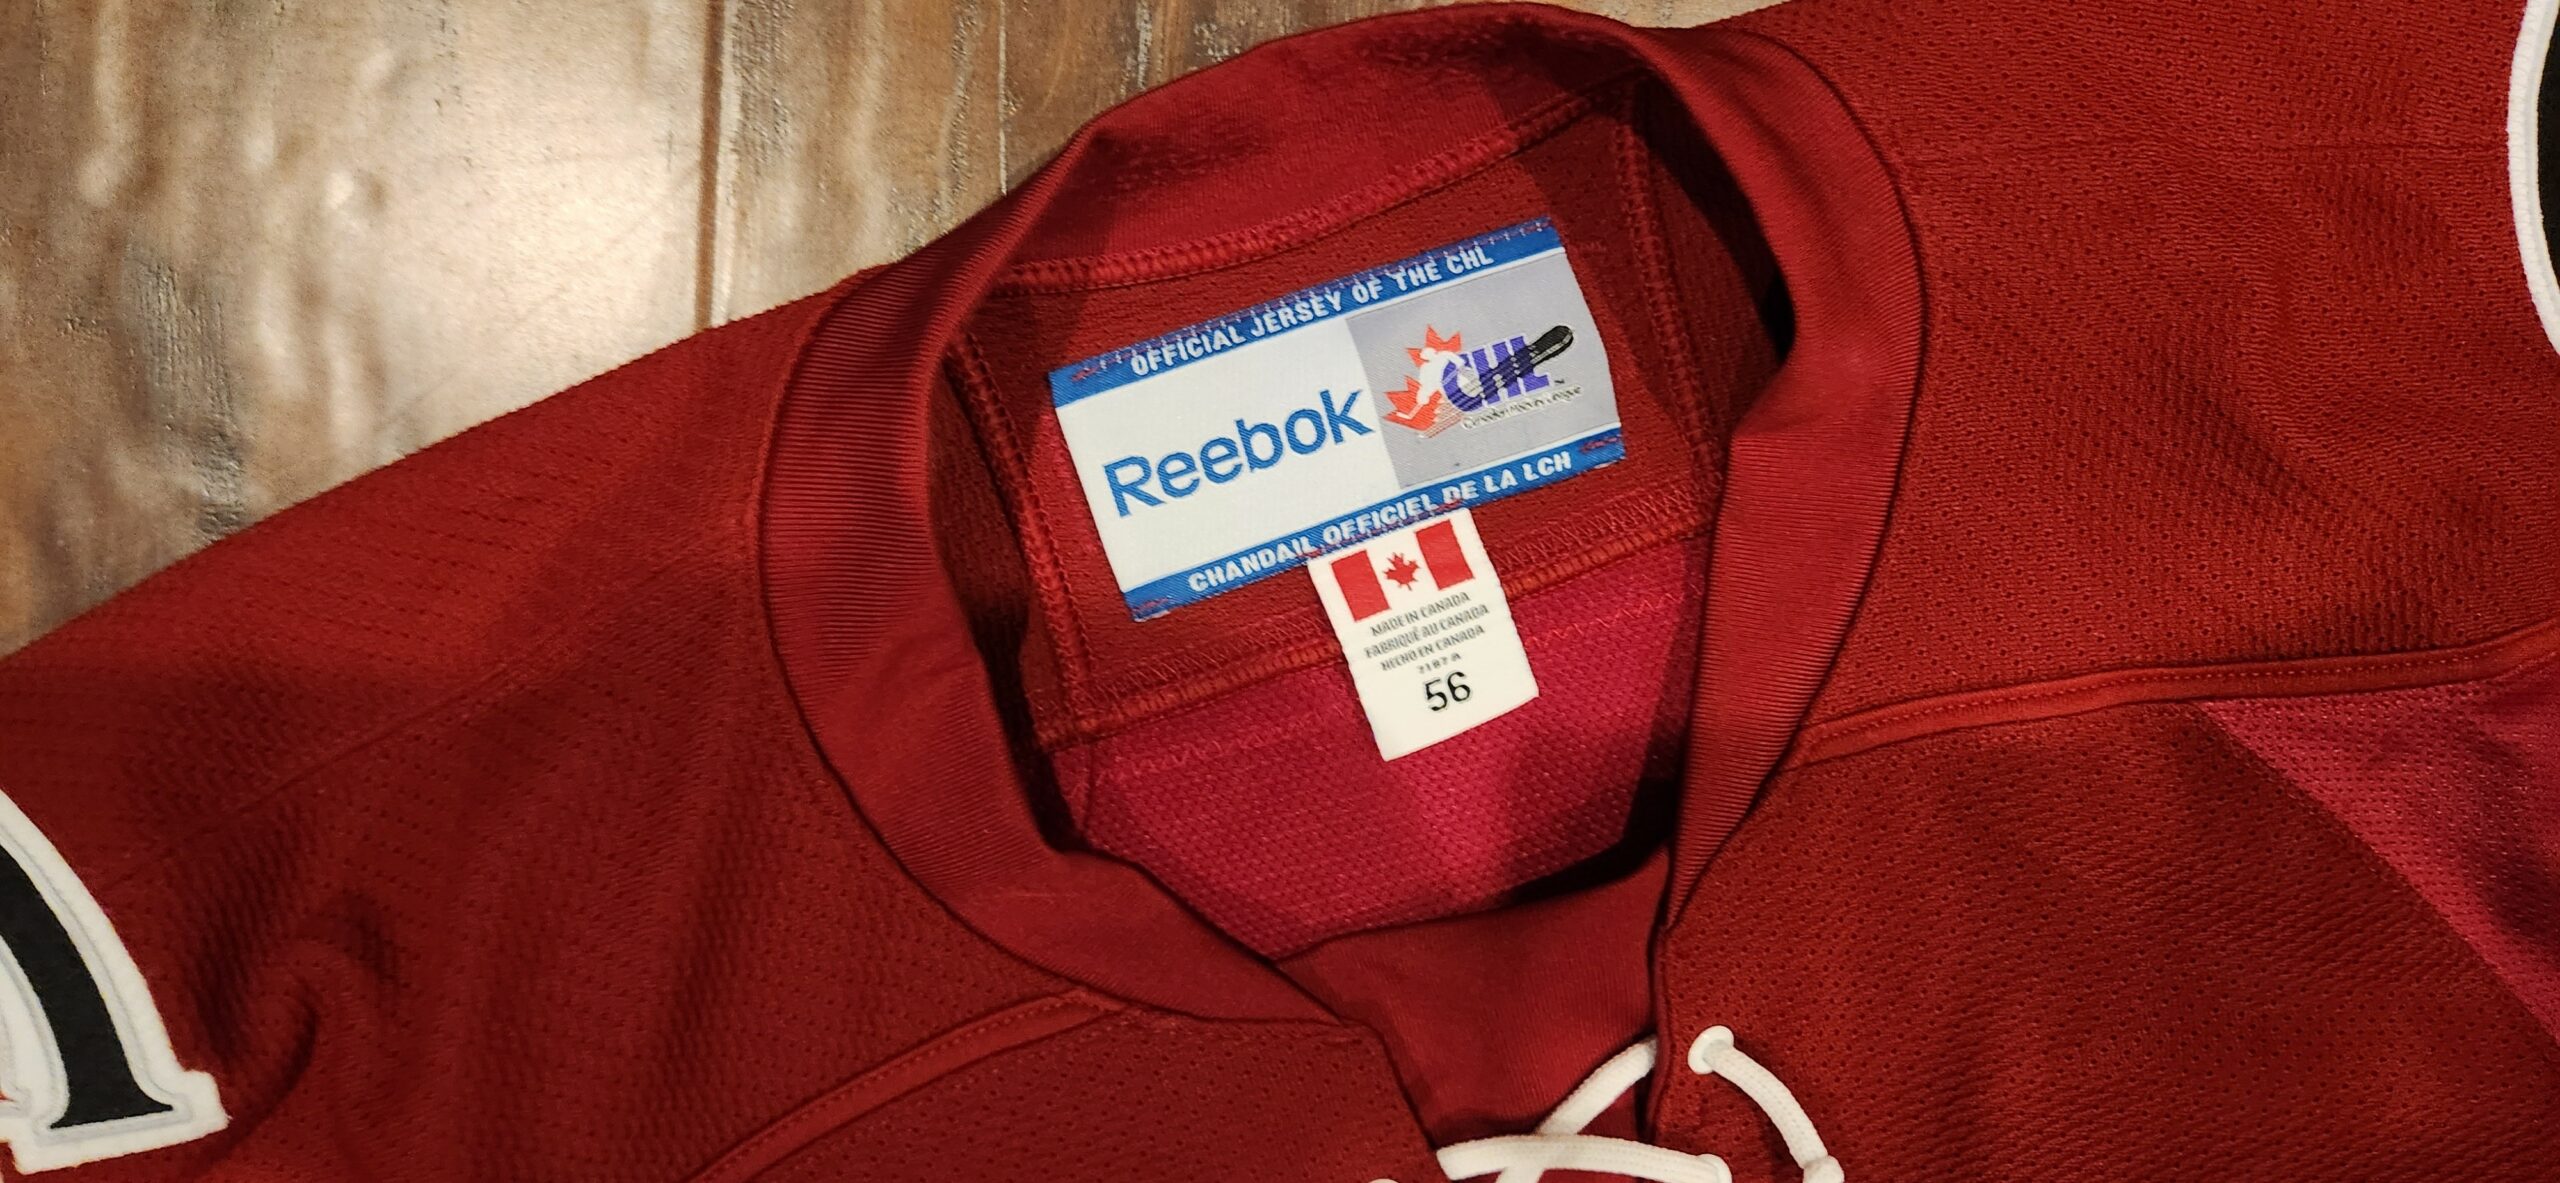 OFFICIAL JERSEY OF THE CHL
Reebok
CHL
CHANDAIL OFFICIEL DE LA LCH
MADE IN CANADA
FABRIQUÉ AU CANADA
HECHO EN CANADA
7187 A
56